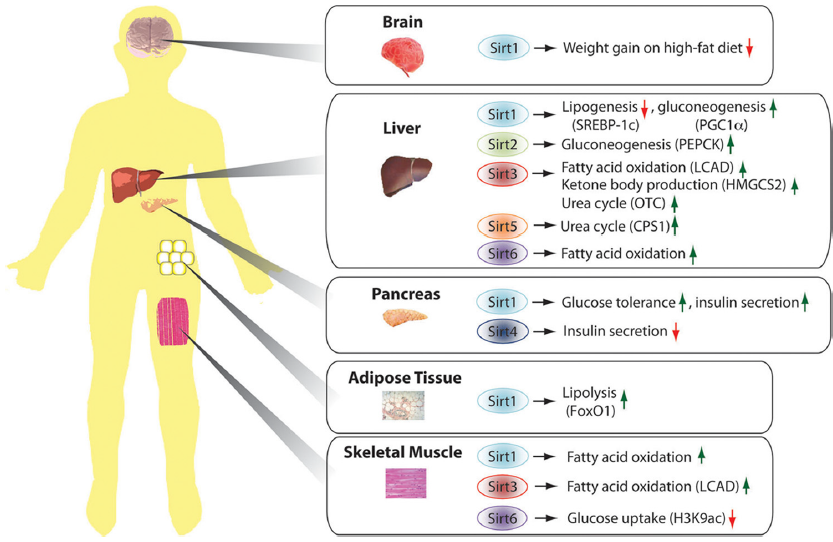 Brain
Sirt1 Weight gain on high-fat diet
Liver
Sirt1 Lipogenesis , gluconeogenesis
(SREBP-1c) (PGC1α)
Sirt2 Gluconeogenesis (PEPCK)
Sirt3 Fatty acid oxidation (LCAD)
Ketone body production (HMGCS2)
Urea cycle (OTC)
Sirt5 Urea cycle (CPS1)
Sirt6 Fatty acid oxidation
Pancreas
Sirt1 Glucose tolerance , insulin secretion
Sirt4 Insulin secretion
Adipose Tissue
Sirt1 Lipolysis
(FoxO1)
Skeletal Muscle
Sirt1 Fatty acid oxidation
Sirt3 Fatty acid oxidation (LCAD)
Sirt6 Glucose uptake (H3K9ac)